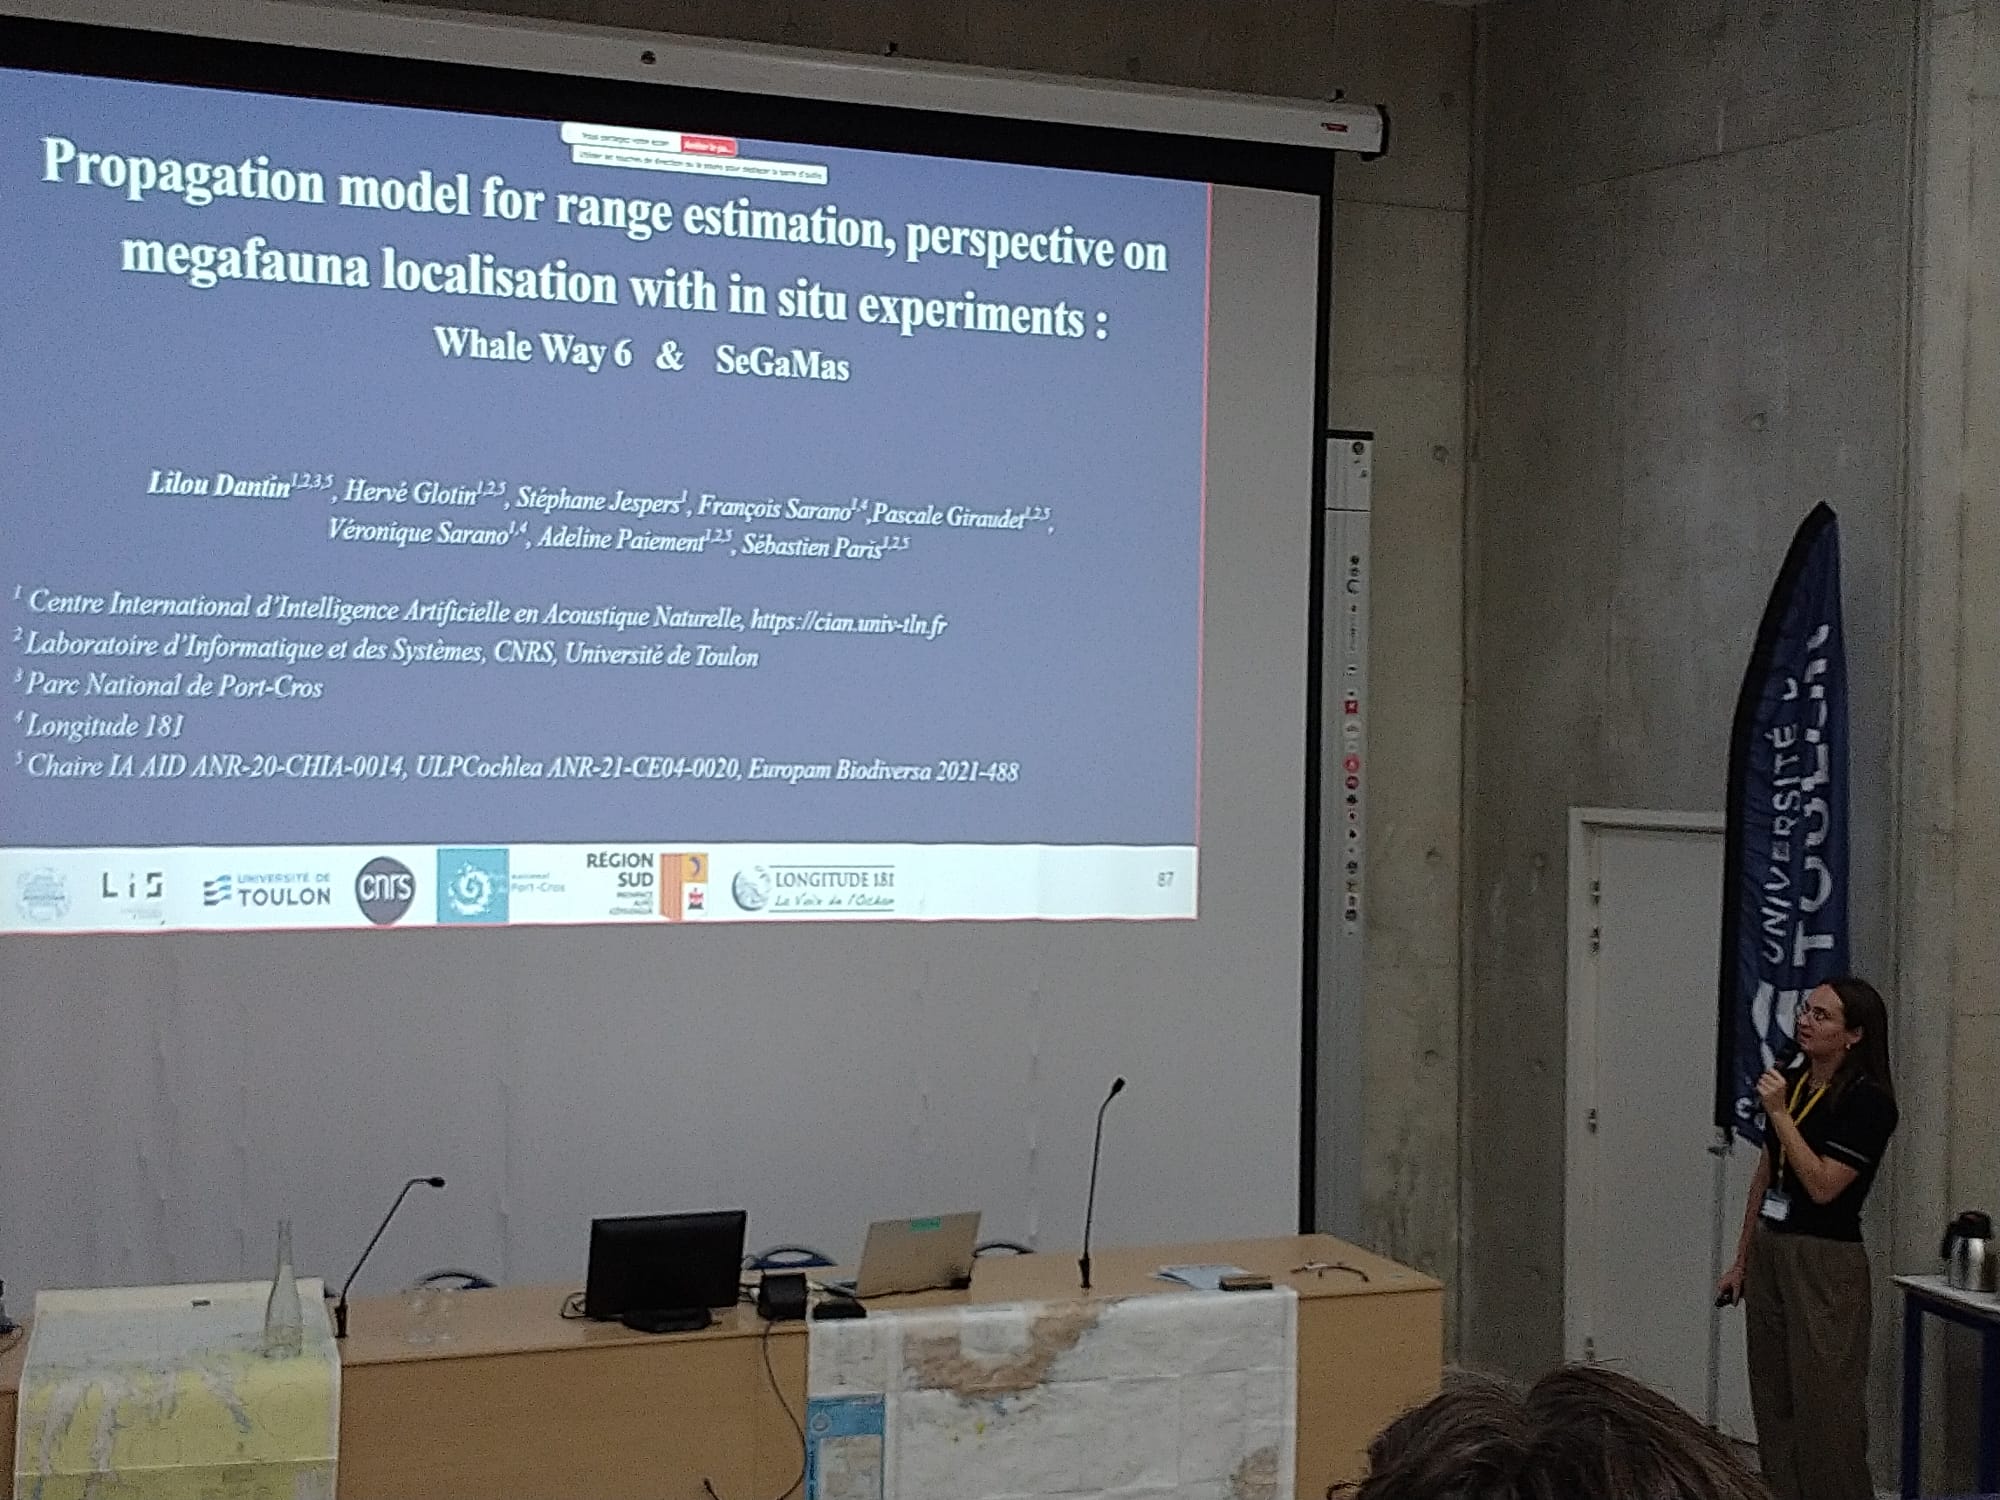 Propagation model for range estimation, perspective on
megafauna localisation with in situ experiments :
Whale Way 6 & SeGaMas
Lilou Dantin1,2,3,5, Hervé Glotin1,2,5, Stéphane Jespers1, François Sarano1,4,Pascale Giraudet1,2,5,
Véronique Sarano1,4, Adeline Paiement1,2,5, Sébastien Paris1,2,5
1 Centre International d'Intelligence Artificielle en Acoustique Naturelle, https://cian.univ-tln.fr
2 Laboratoire d'Informatique et des Systèmes, CNRS, Université de Toulon
3 Parc National de Port-Cros
4 Longitude 181
5 Chaire IA AID ANR-20-CHIA-0014, ULPCochlea ANR-21-CE04-0020, Europam Biodiversa 2021-488
LiS
UNIVERSITÉ DE
TOULON
cnrs
national
Port-Cros
RÉGION
SUD
LONGITUDE 181
La Voix de l'Océan
87
UNIVERSITÉ
TOULON